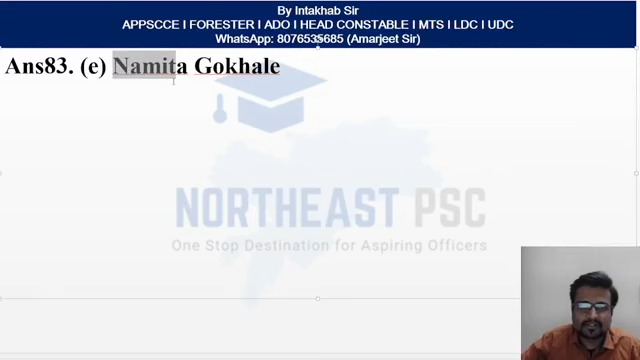 By Intakhab Sir
APPSCCE I FORESTER I ADO I HEAD CONSTABLE I MTS I LDC I UDC
WhatsApp: 8076535685 (Amarjeet Sir)
Ans83. (e) Namita Gokhale
NORTHEAST PSC
One Stop Destination for Aspiring Officers